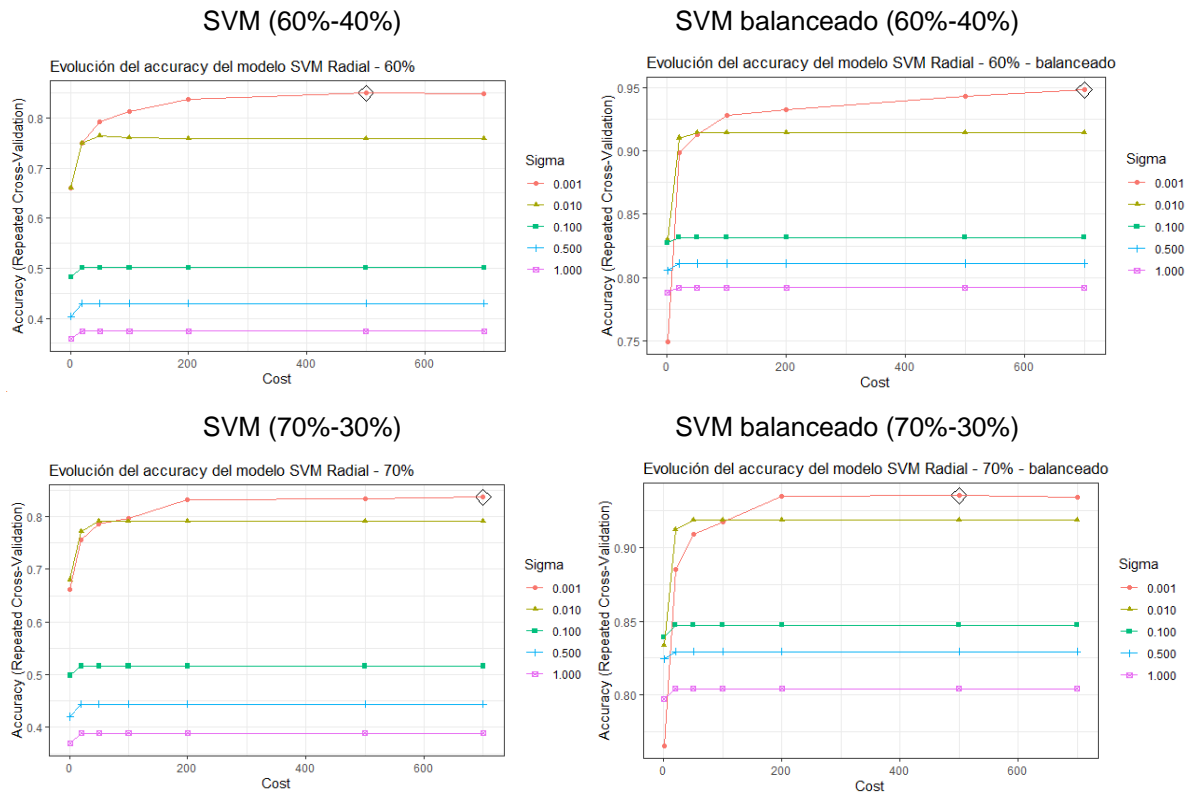 SVM (60%-40%)
Evolución del accuracy del modelo SVM Radial - 60%
Accuracy (Repeated Cross-Validation)
0.8
0.7
0.6
0.5
0.4
0
200
400
600
Cost
Sigma
0.001
0.010
0.100
0.500
1.000
SVM balanceado (60%-40%)
Evolución del accuracy del modelo SVM Radial - 60% - balanceado
Accuracy (Repeated Cross-Validation)
0.95
0.90
0.85
0.80
0.75
0
200
400
600
Cost
Sigma
0.001
0.010
0.100
0.500
1.000
SVM (70%-30%)
Evolución del accuracy del modelo SVM Radial - 70%
Accuracy (Repeated Cross-Validation)
0.8
0.7
0.6
0.5
0.4
0
200
400
600
Cost
Sigma
0.001
0.010
0.100
0.500
1.000
SVM balanceado (70%-30%)
Evolución del accuracy del modelo SVM Radial - 70% - balanceado
Accuracy (Repeated Cross-Validation)
0.90
0.85
0.80
0
200
400
600
Cost
Sigma
0.001
0.010
0.100
0.500
1.000